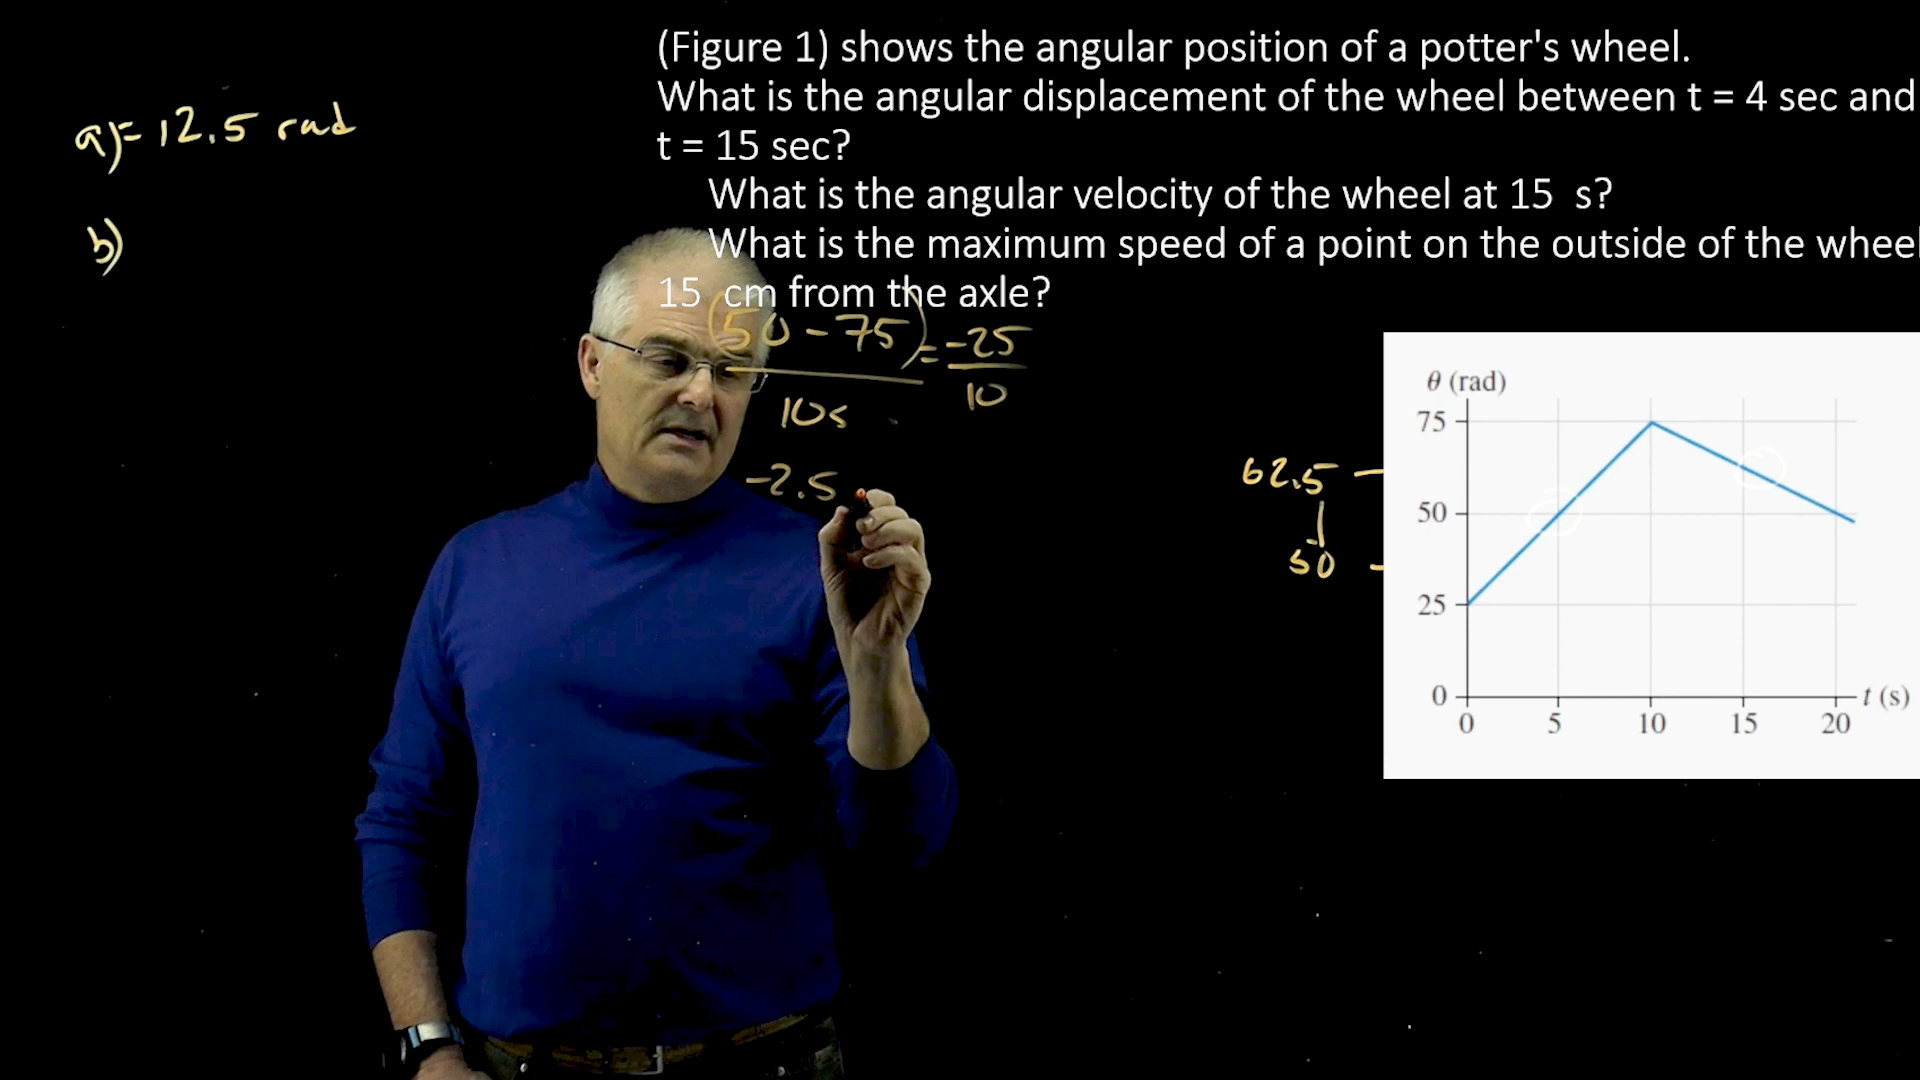 (Figure 1) shows the angular position of a potter's wheel.
What is the angular displacement of the wheel between t = 4 sec and
t = 15 sec?
What is the angular velocity of the wheel at 15 s?
What is the maximum speed of a point on the outside of the wheel
15 cm from the axle?
a) = 12.5 rad
b)
(50 - 75) = -25
10s 10
-2.5
62.5 -
50 -
θ (rad)
75
50
25
0
0 5 10 15 20
t (s)